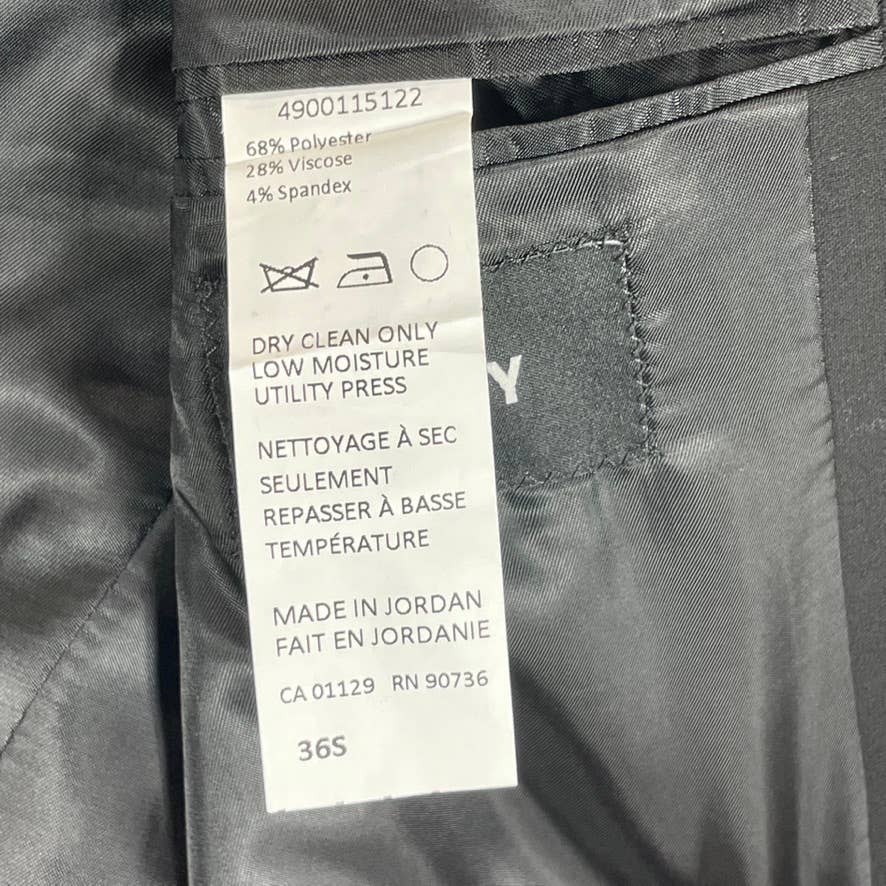 4900115122
68% Polyester
28% Viscose
4% Spandex
DRY CLEAN ONLY
LOW MOISTURE
UTILITY PRESS
Y
NETTOYAGE À SEC
SEULEMENT
REPASSER À BASSE
TEMPÉRATURE
MADE IN JORDAN
FAIT EN JORDANIE
CA 01129 RN 90736
36S